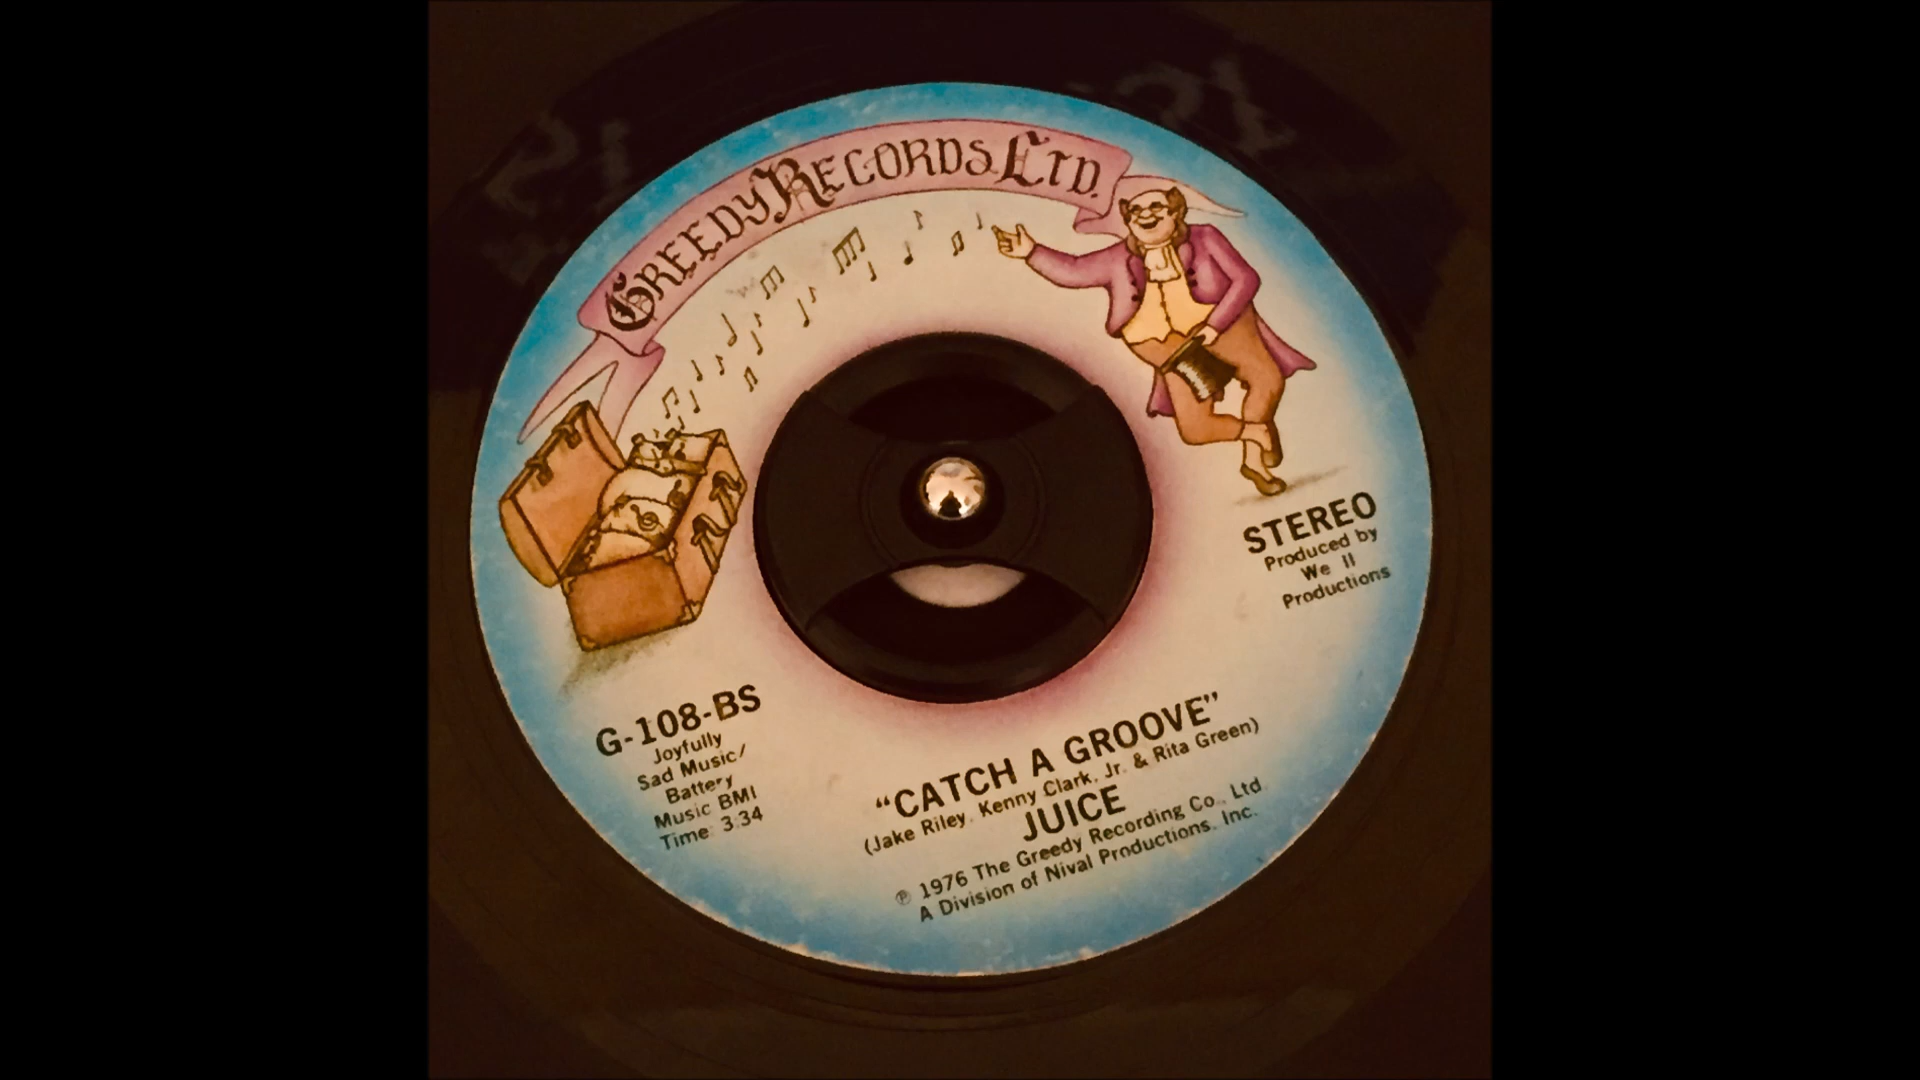 GREEDY RECORDS, LTD.
STEREO
Produced by
We II
Productions
G-108-BS
Joyfully
Sad Music/
Battery
Music BMI
Time: 3:34
"CATCH A GROOVE"
(Jake Riley, Kenny Clark, Jr. & Rita Green)
JUICE
℗ 1976 The Greedy Recording Co., Ltd.
A Division of Nival Productions, Inc.